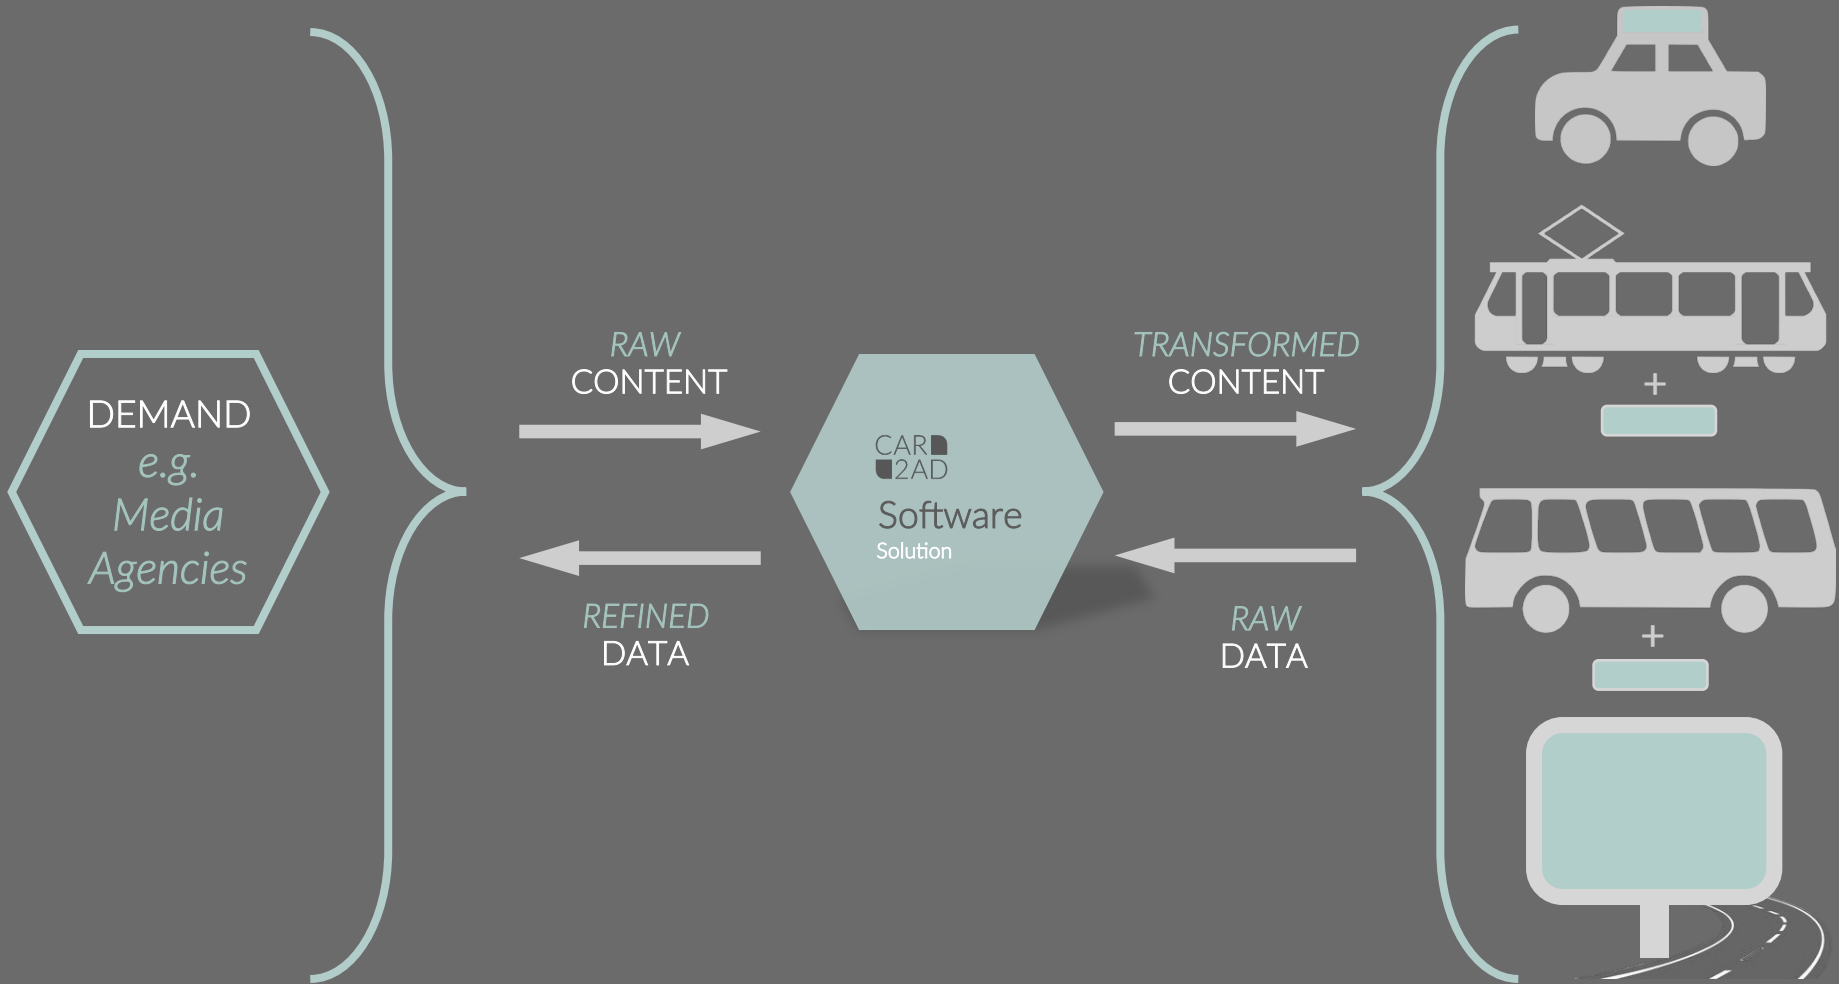 DEMAND
e.g.
Media
Agencies
RAW
CONTENT
REFINED
DATA
CAR
2AD
Software
Solution
TRANSFORMED
CONTENT
RAW
DATA
+
+